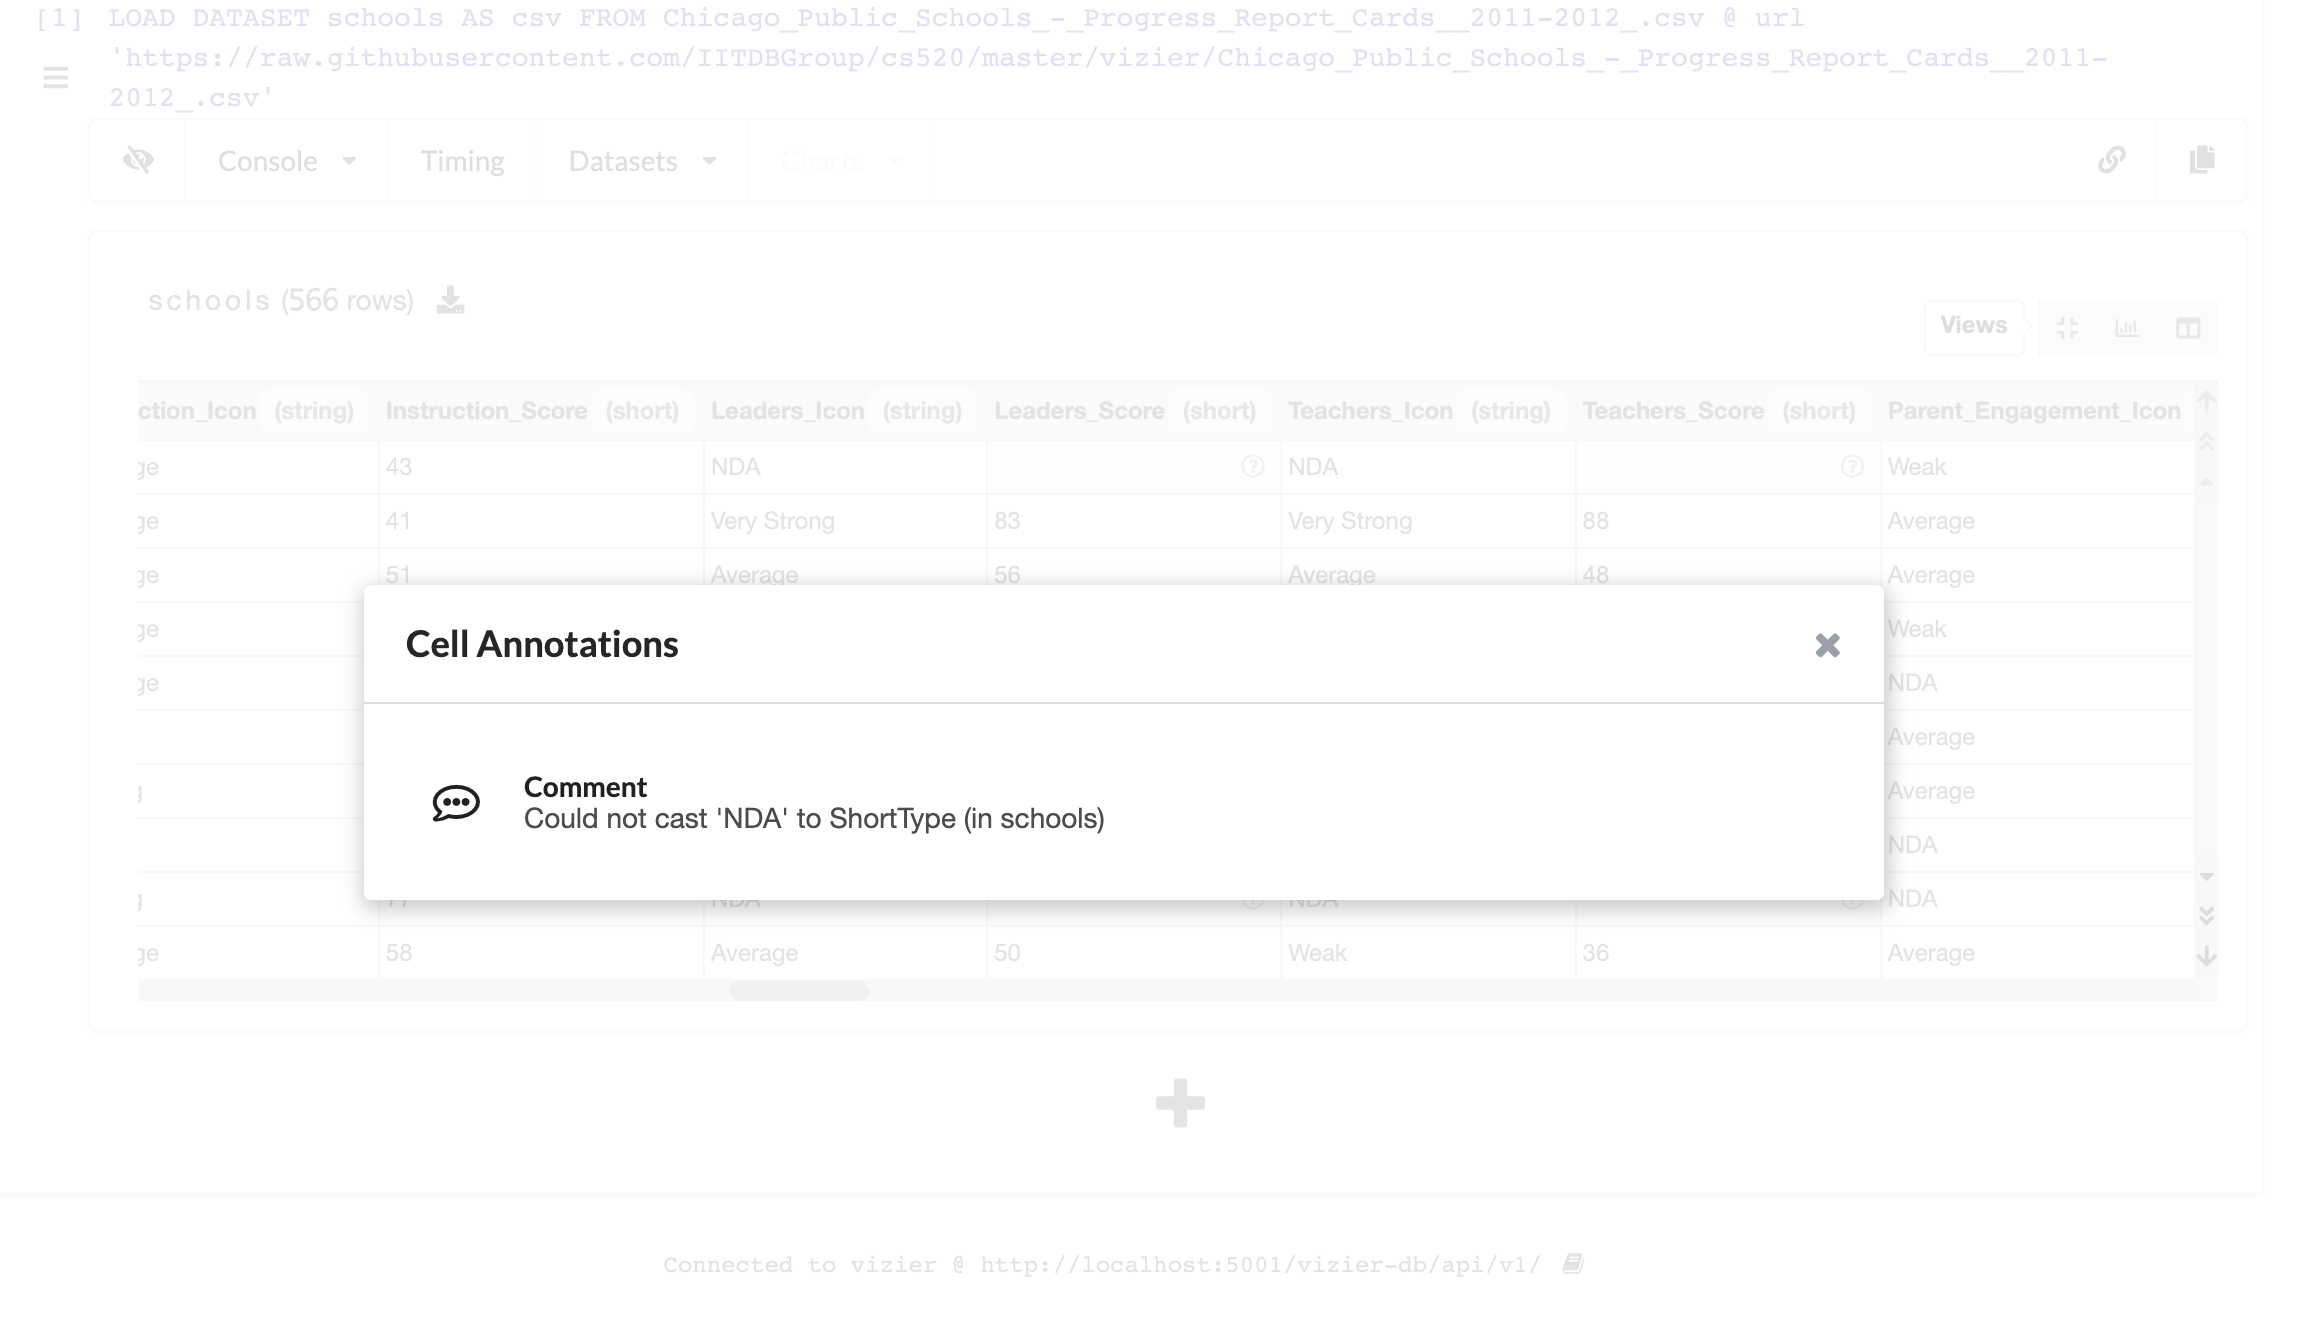 [1] LOAD DATASET schools AS csv FROM Chicago_Public_Schools_-_Progress_Report_Cards__2011-2012_.csv @ url
'https://raw.githubusercontent.com/IITDBGroup/cs520/master/vizier/Chicago_Public_Schools_-_Progress_Report_Cards__2011-
2012_.csv'
Console Timing Datasets Charts
schools (566 rows)
Views
ction_Icon (string) Instruction_Score (short) Leaders_Icon (string) Leaders_Score (short) Teachers_Icon (string) Teachers_Score (short) Parent_Engagement_Icon
ge 43 NDA ? NDA ? Weak
ge 41 Very Strong 83 Very Strong 88 Average
ge 51 Average 56 Average 48 Average
ge Weak
ge NDA
Average
g Average
NDA
g 77 NDA ? NDA ? NDA
ge 58 Average 50 Weak 36 Average
Cell Annotations
Comment
Could not cast 'NDA' to ShortType (in schools)
Connected to vizier @ http://localhost:5001/vizier-db/api/v1/